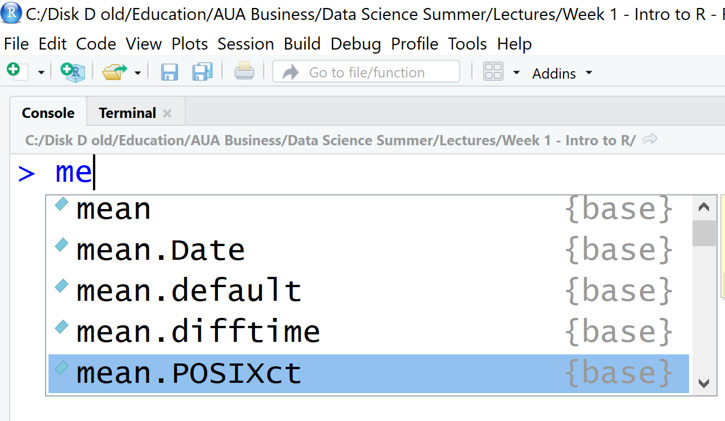 R C:/Disk D old/Education/AUA Business/Data Science Summer/Lectures/Week 1 - Intro to R -
File Edit Code View Plots Session Build Debug Profile Tools Help
R Go to file/function Addins
Console Terminal
C:/Disk D old/Education/AUA Business/Data Science Summer/Lectures/Week 1 - Intro to R/
> me
mean {base}
mean.Date {base}
mean.default {base}
mean.difftime {base}
mean.POSIXct {base}